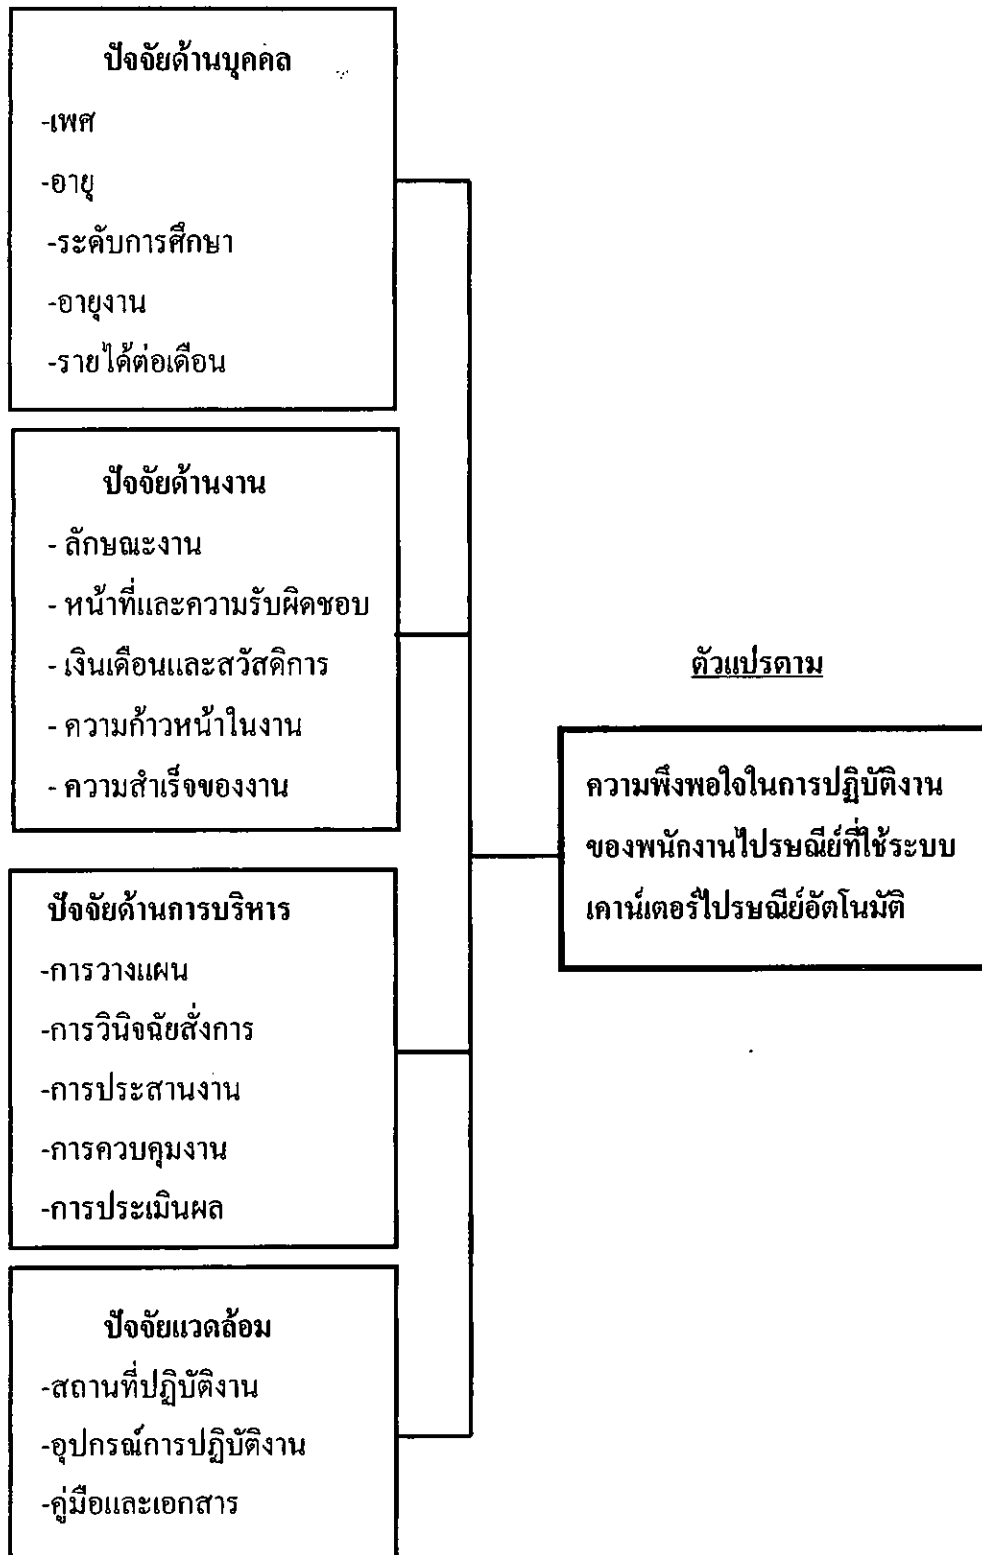 ปัจจัยด้านบุคคล
-เพศ
-อายุ
-ระดับการศึกษา
-อายุงาน
-รายได้ต่อเดือน
ปัจจัยด้านงาน
- ลักษณะงาน
- หน้าที่และความรับผิดชอบ
- เงินเดือนและสวัสดิการ
- ความก้าวหน้าในงาน
- ความสำเร็จของงาน
ปัจจัยด้านการบริหาร
-การวางแผน
-การวินิจฉัยสั่งการ
-การประสานงาน
-การควบคุมงาน
-การประเมินผล
ปัจจัยแวดล้อม
-สถานที่ปฏิบัติงาน
-อุปกรณ์การปฏิบัติงาน
-คู่มือและเอกสาร
ตัวแปรตาม
ความพึงพอใจในการปฏิบัติงาน
ของพนักงานไปรษณีย์ที่ใช้ระบบ
เคาน์เตอร์ไปรษณีย์อัตโนมัติ